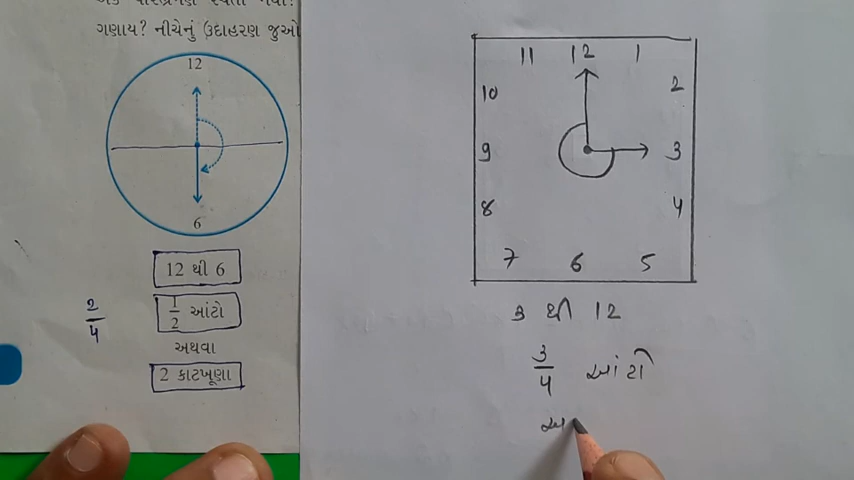 ગણાય? નીચેનું (ઉદાહરણ જુઓ
12
6
12 થી 6
1/2 આંટો
અથવા
2 કાટખૂણા
2/4
11 12 1
10 2
9 3
8 4
7 6 5
3 થી 12
3/4 આંટો
અ